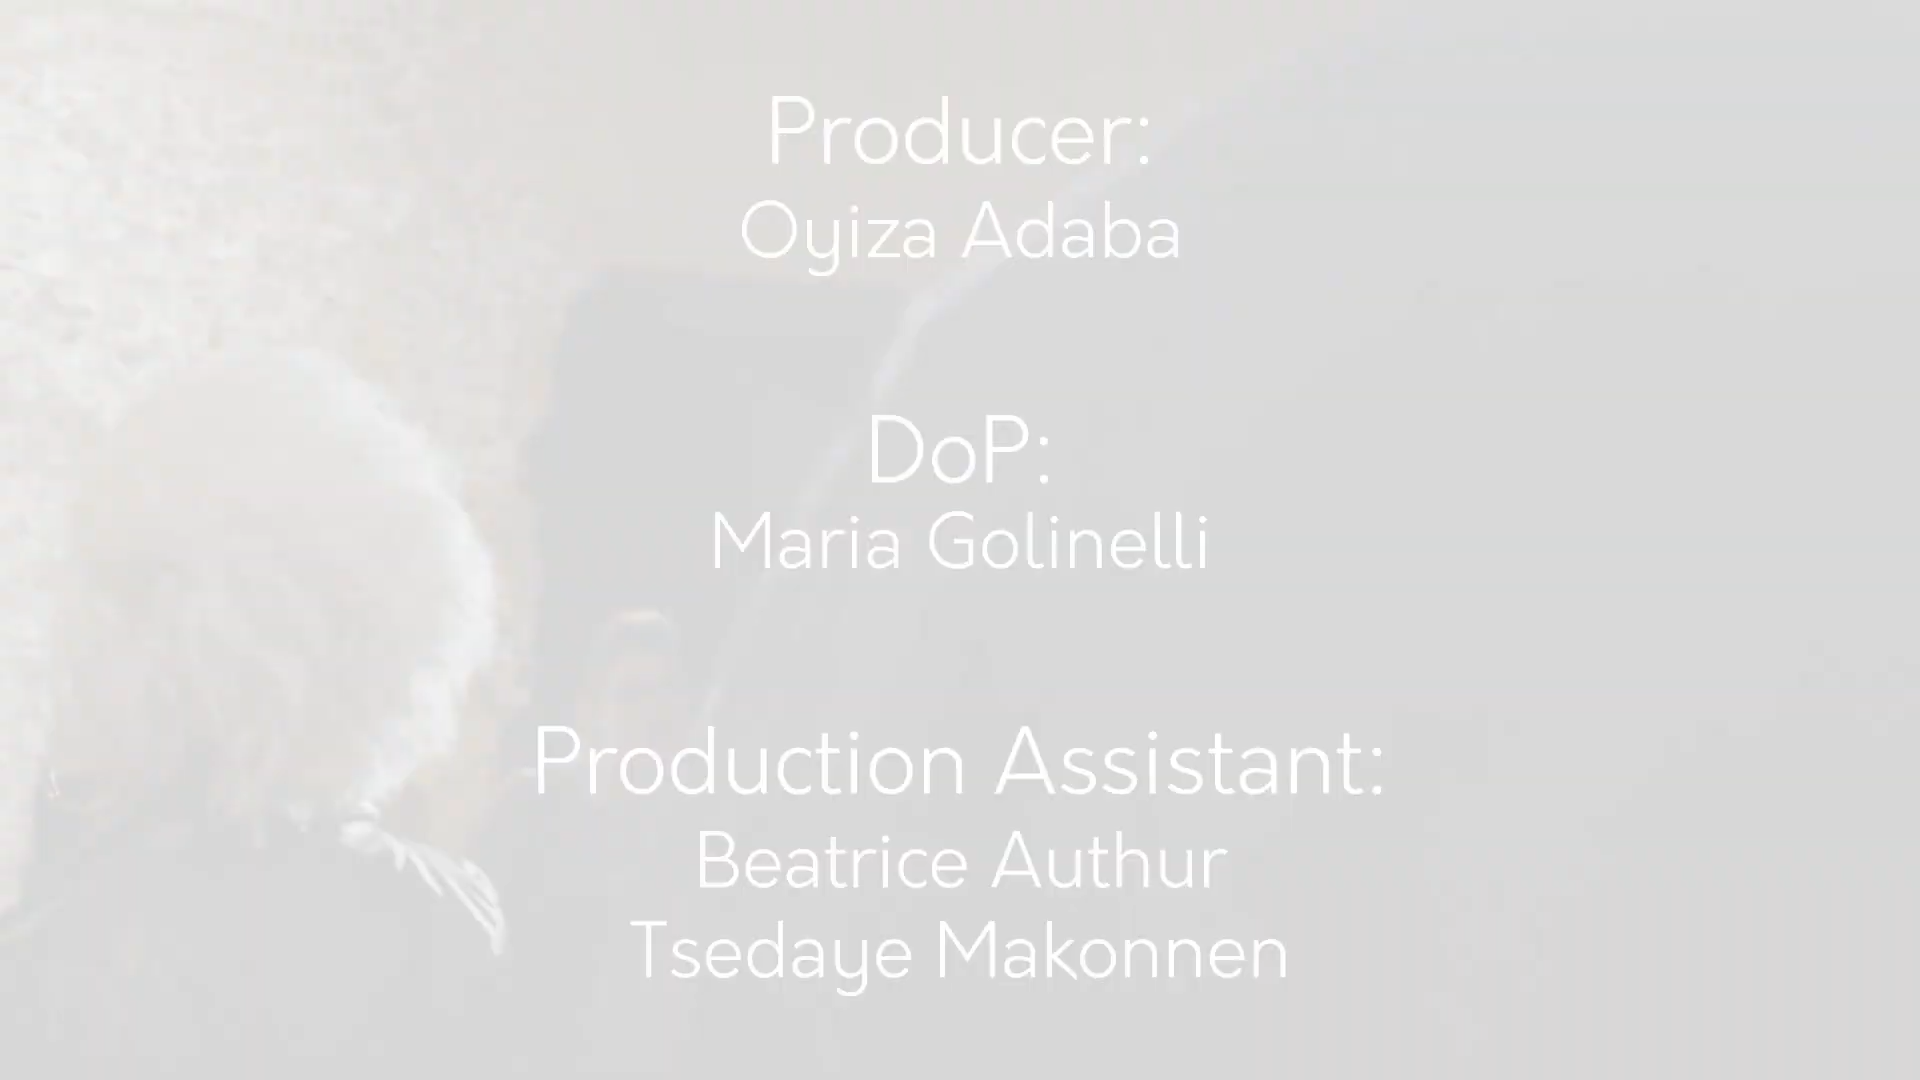 Producer:
Oyiza Adaba
DoP:
Maria Golinelli
Production Assistant:
Beatrice Authur
Tsedaye Makonnen